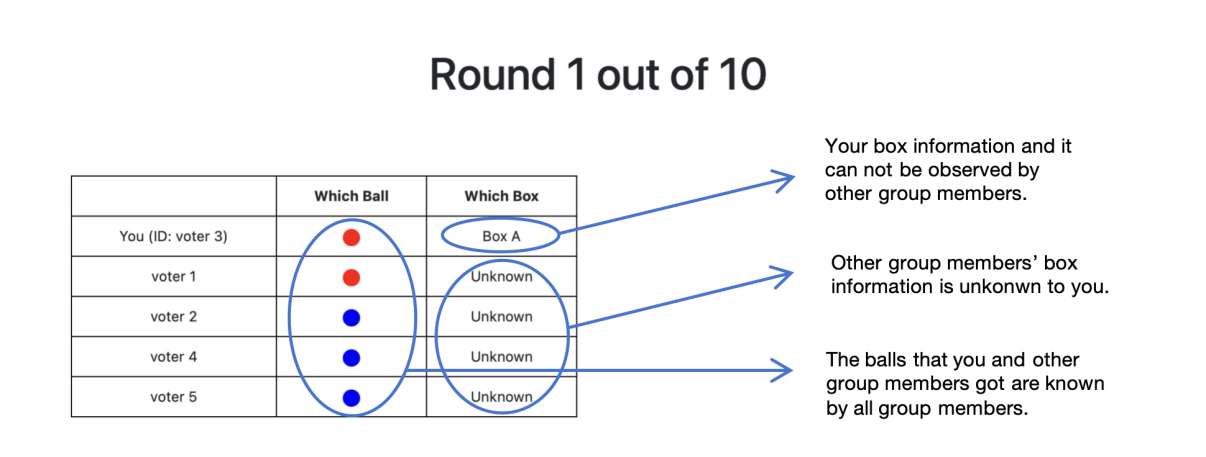 Round 1 out of 10
Which Ball Which Box
You (ID: voter 3) Box A
voter 1 Unknown
voter 2 Unknown
voter 4 Unknown
voter 5 Unknown
Your box information and it
can not be observed by
other group members.
Other group members’ box
information is unkonwn to you.
The balls that you and other
group members got are known
by all group members.